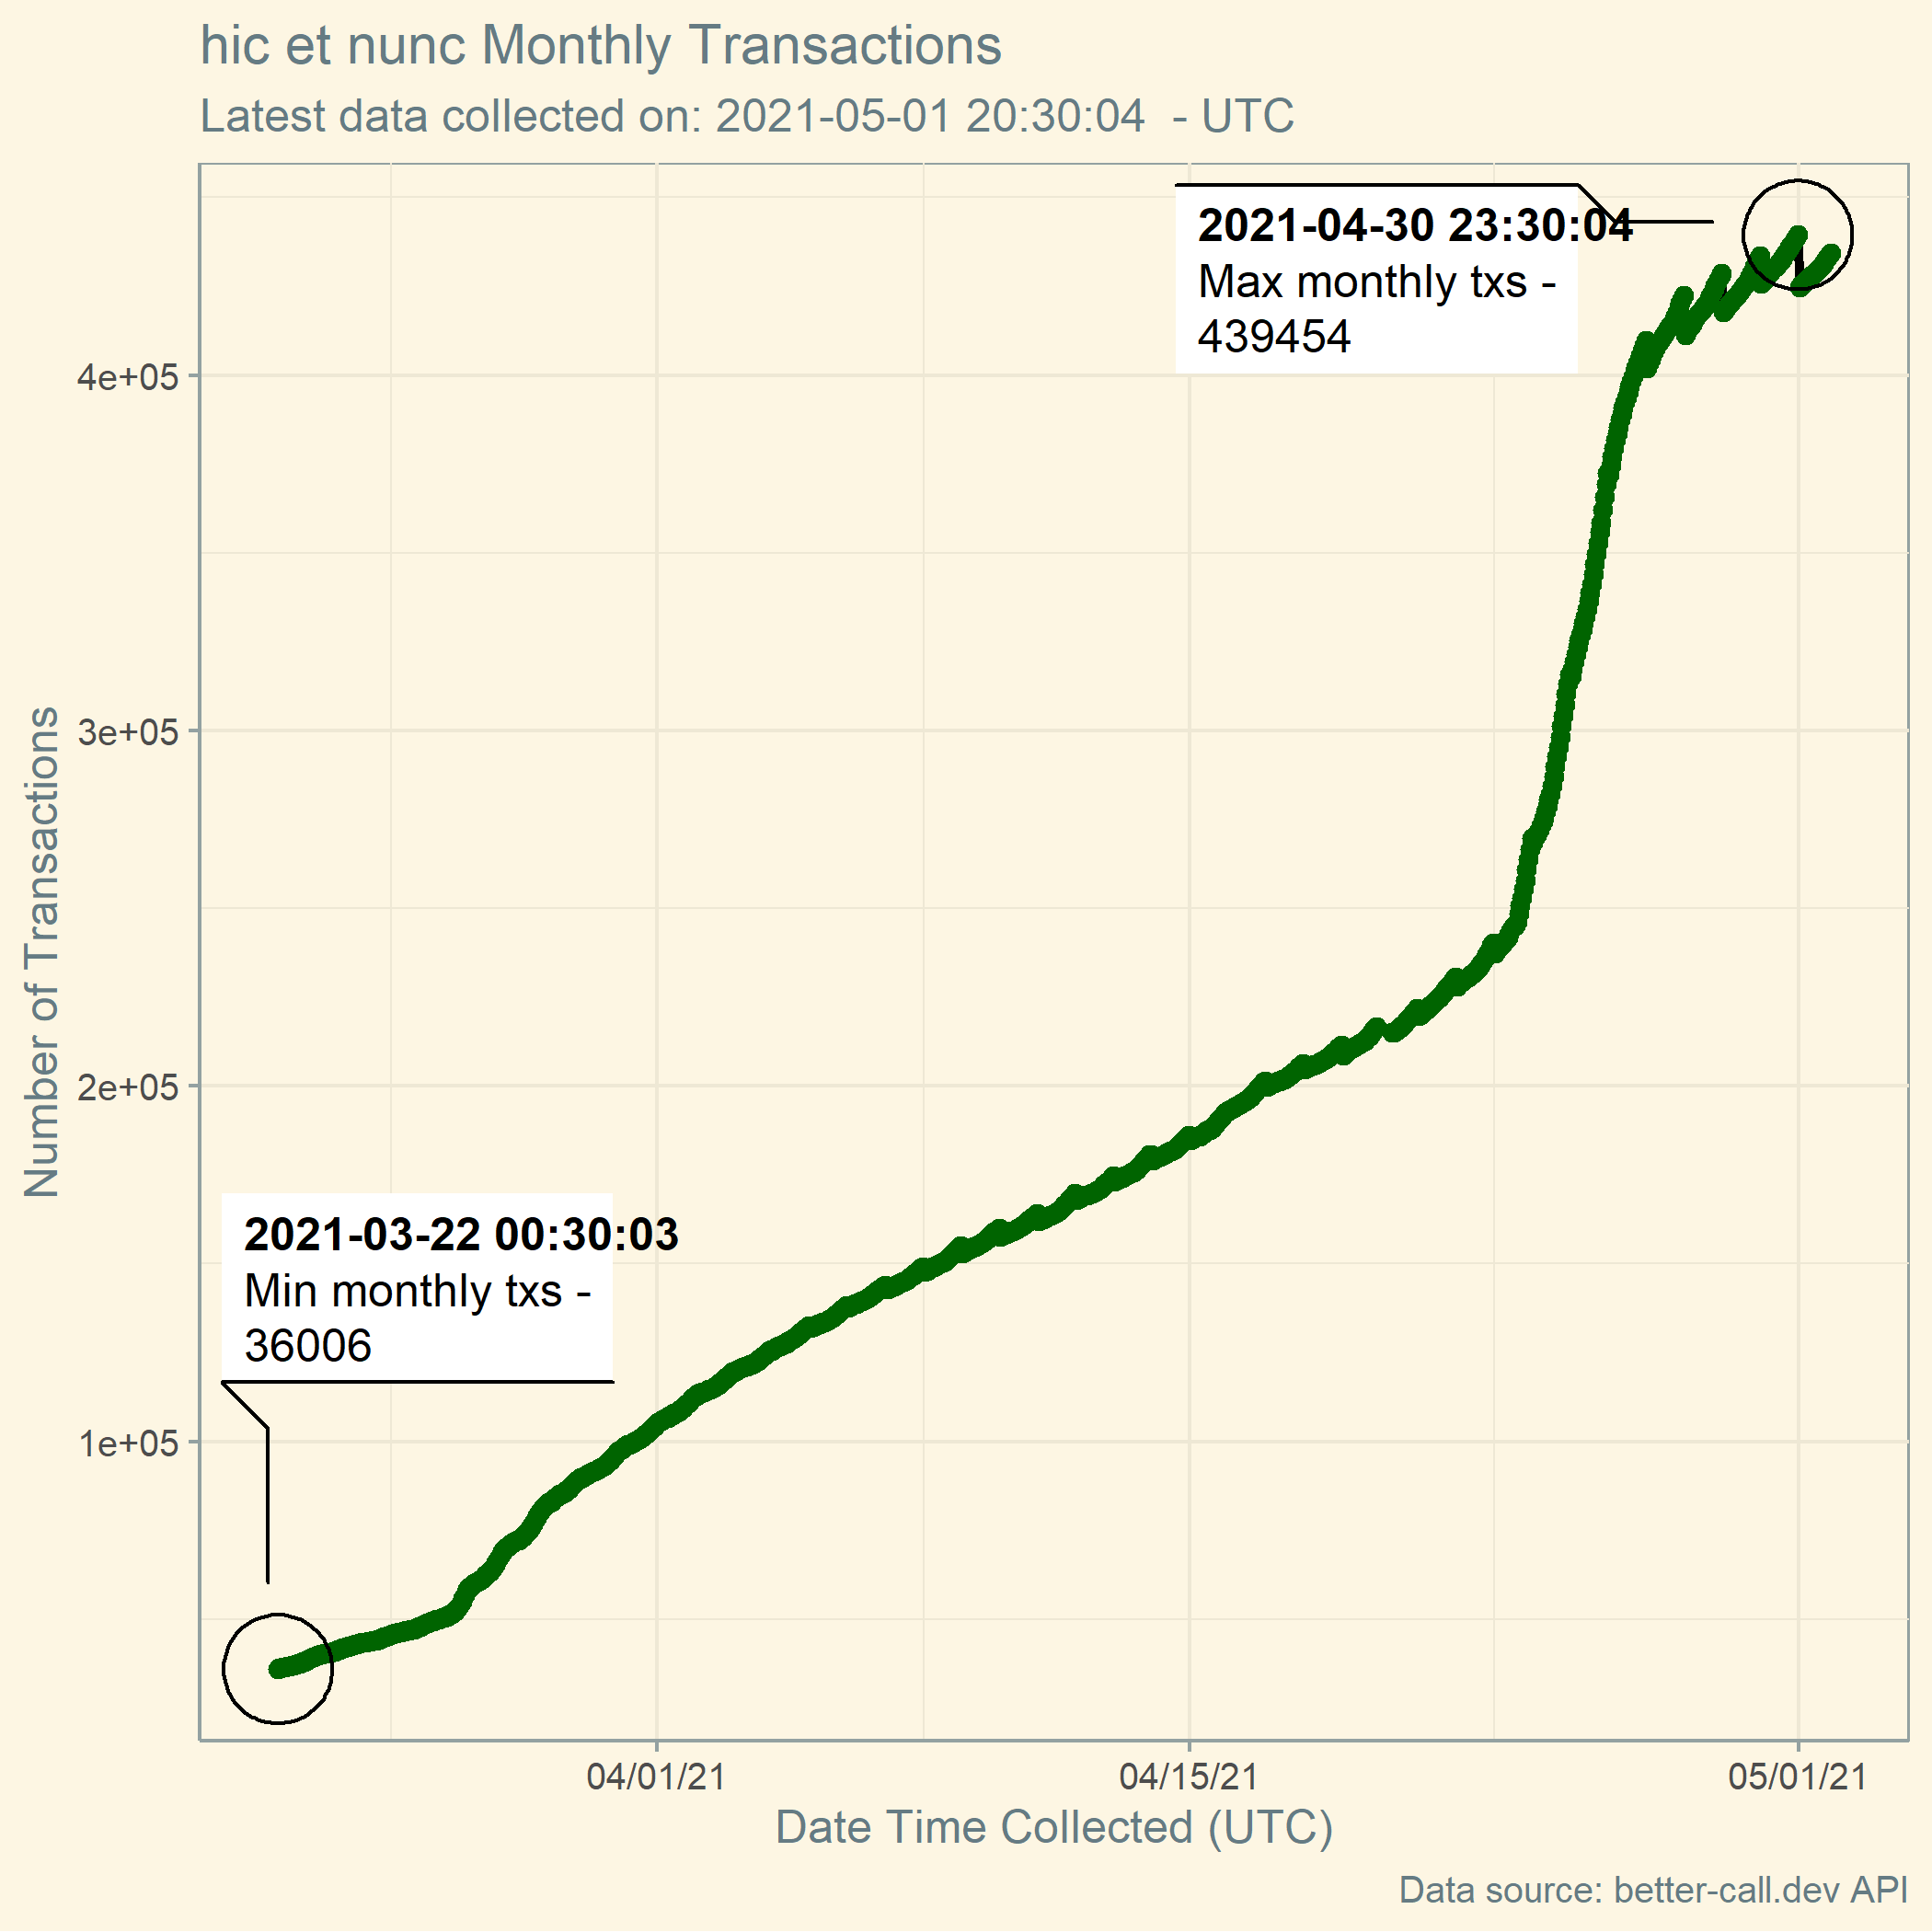 hic et nunc Monthly Transactions
Latest data collected on: 2021-05-01 20:30:04  - UTC
2021-04-30 23:30:04
Max monthly txs -
439454
4e+05
3e+05
2e+05
1e+05
Number of Transactions
2021-03-22 00:30:03
Min monthly txs -
36006
04/01/21
04/15/21
05/01/21
Date Time Collected (UTC)
Data source: better-call.dev API